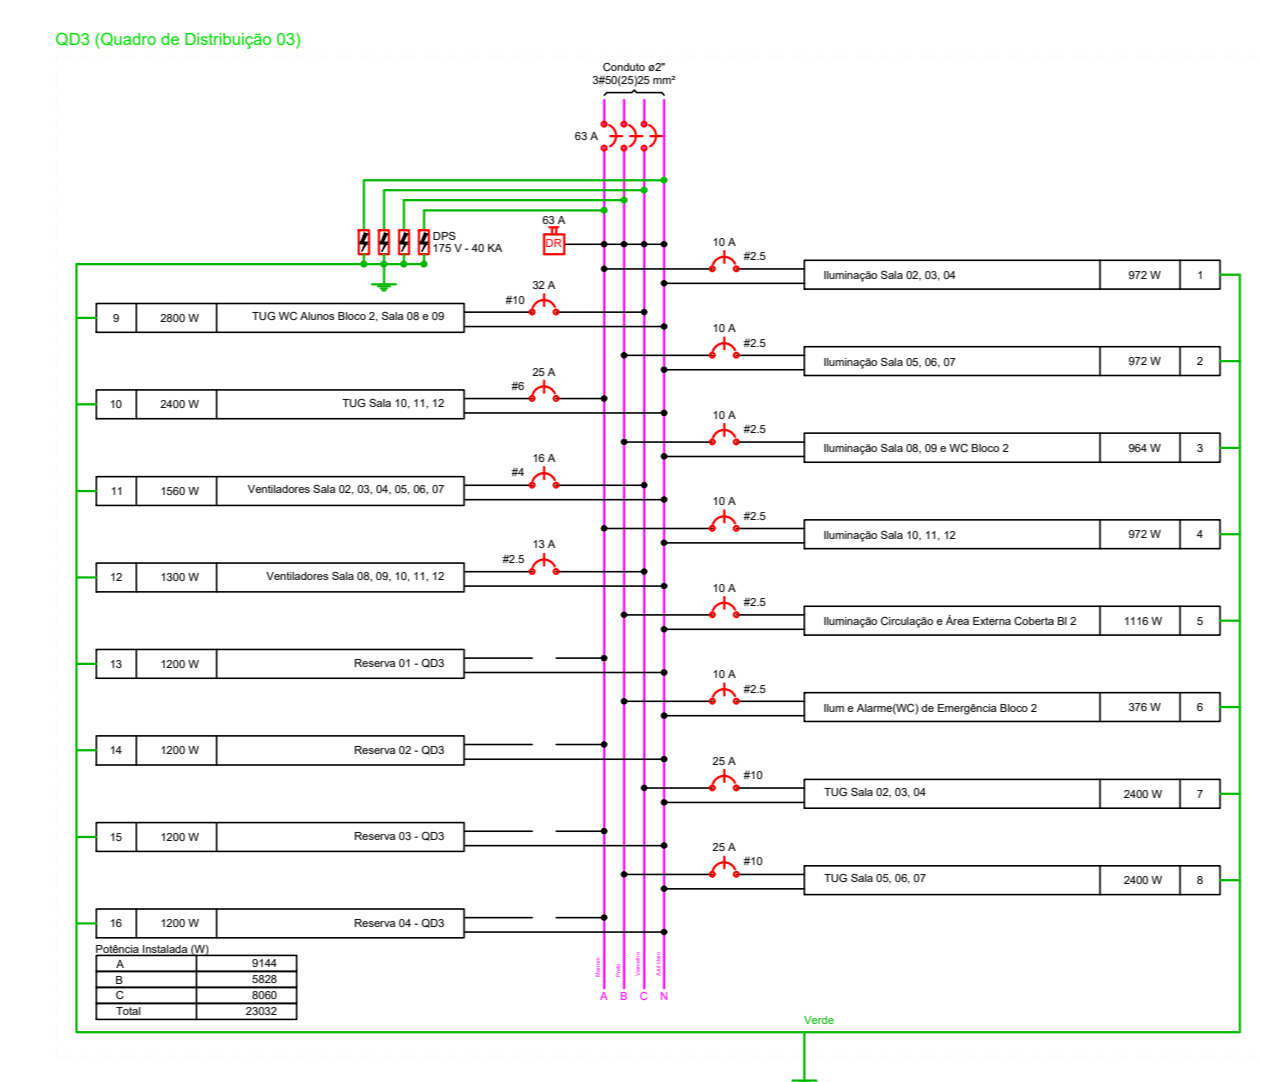 QD3 (Quadro de Distribuição 03)
Conduto ø2"
3#50(25)25 mm²
63 A
DPS
175 V - 40 KA
63 A
DR
10 A
#2.5
Iluminação Sala 02, 03, 04
972 W
1
32 A
#10
9
2800 W
TUG WC Alunos Bloco 2, Sala 08 e 09
10 A
#2.5
Iluminação Sala 05, 06, 07
972 W
2
25 A
#6
10
2400 W
TUG Sala 10, 11, 12
10 A
#2.5
Iluminação Sala 08, 09 e WC Bloco 2
964 W
3
16 A
#4
11
1560 W
Ventiladores Sala 02, 03, 04, 05, 06, 07
10 A
#2.5
Iluminação Sala 10, 11, 12
972 W
4
13 A
#2.5
12
1300 W
Ventiladores Sala 08, 09, 10, 11, 12
10 A
#2.5
Iluminação Circulação e Área Externa Coberta Bl 2
1116 W
5
13
1200 W
Reserva 01 - QD3
10 A
#2.5
Ilum e Alarme(WC) de Emergência Bloco 2
376 W
6
14
1200 W
Reserva 02 - QD3
25 A
#10
TUG Sala 02, 03, 04
2400 W
7
15
1200 W
Reserva 03 - QD3
25 A
#10
TUG Sala 05, 06, 07
2400 W
8
16
1200 W
Reserva 04 - QD3
Potência Instalada (W)
A 9144
B 5828
C 8060
Total 23032
Marrom
Preto
Vermelho
Azul claro
A B C N
Verde